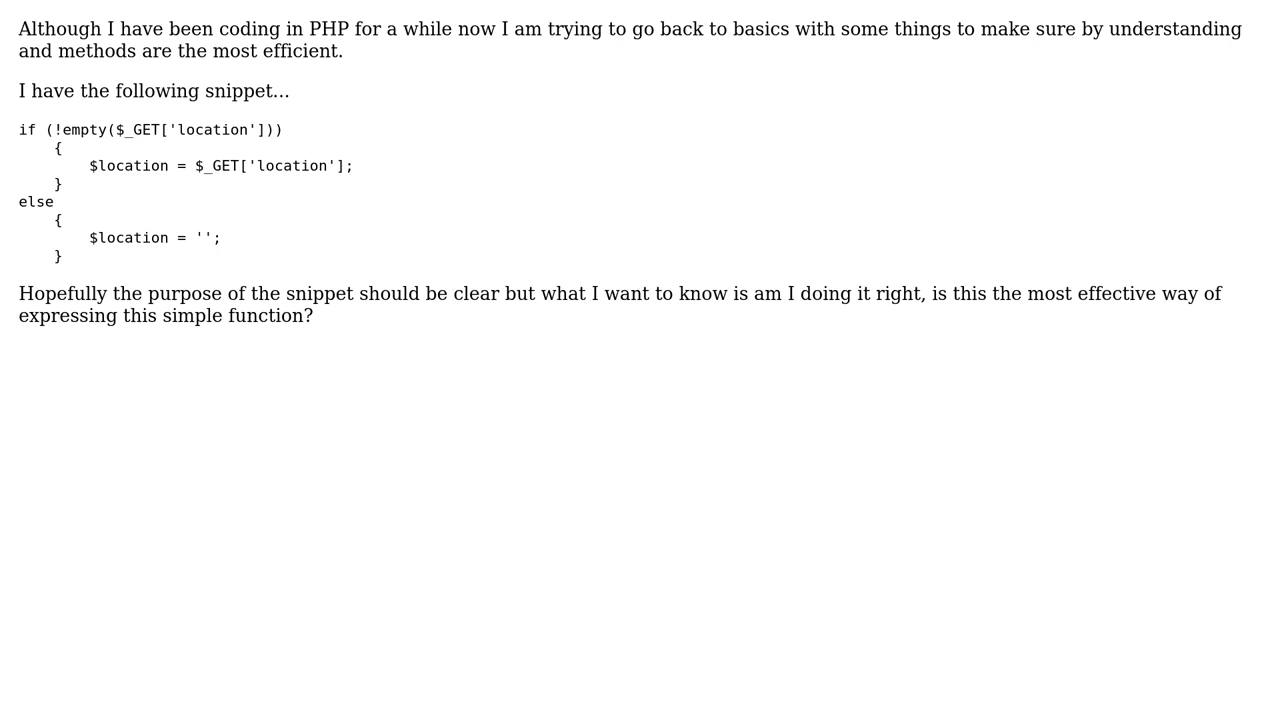 Although I have been coding in PHP for a while now I am trying to go back to basics with some things to make sure by understanding
and methods are the most efficient.
I have the following snippet...
if (!empty($_GET['location']))
    {
        $location = $_GET['location'];
    }
else
    {
        $location = '';
    }
Hopefully the purpose of the snippet should be clear but what I want to know is am I doing it right, is this the most effective way of
expressing this simple function?